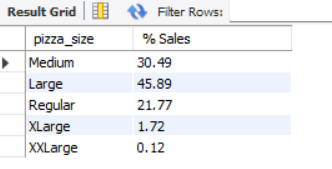 Result Grid Filter Rows:
pizza_size % Sales
Medium 30.49
Large 45.89
Regular 21.77
XLarge 1.72
XXLarge 0.12